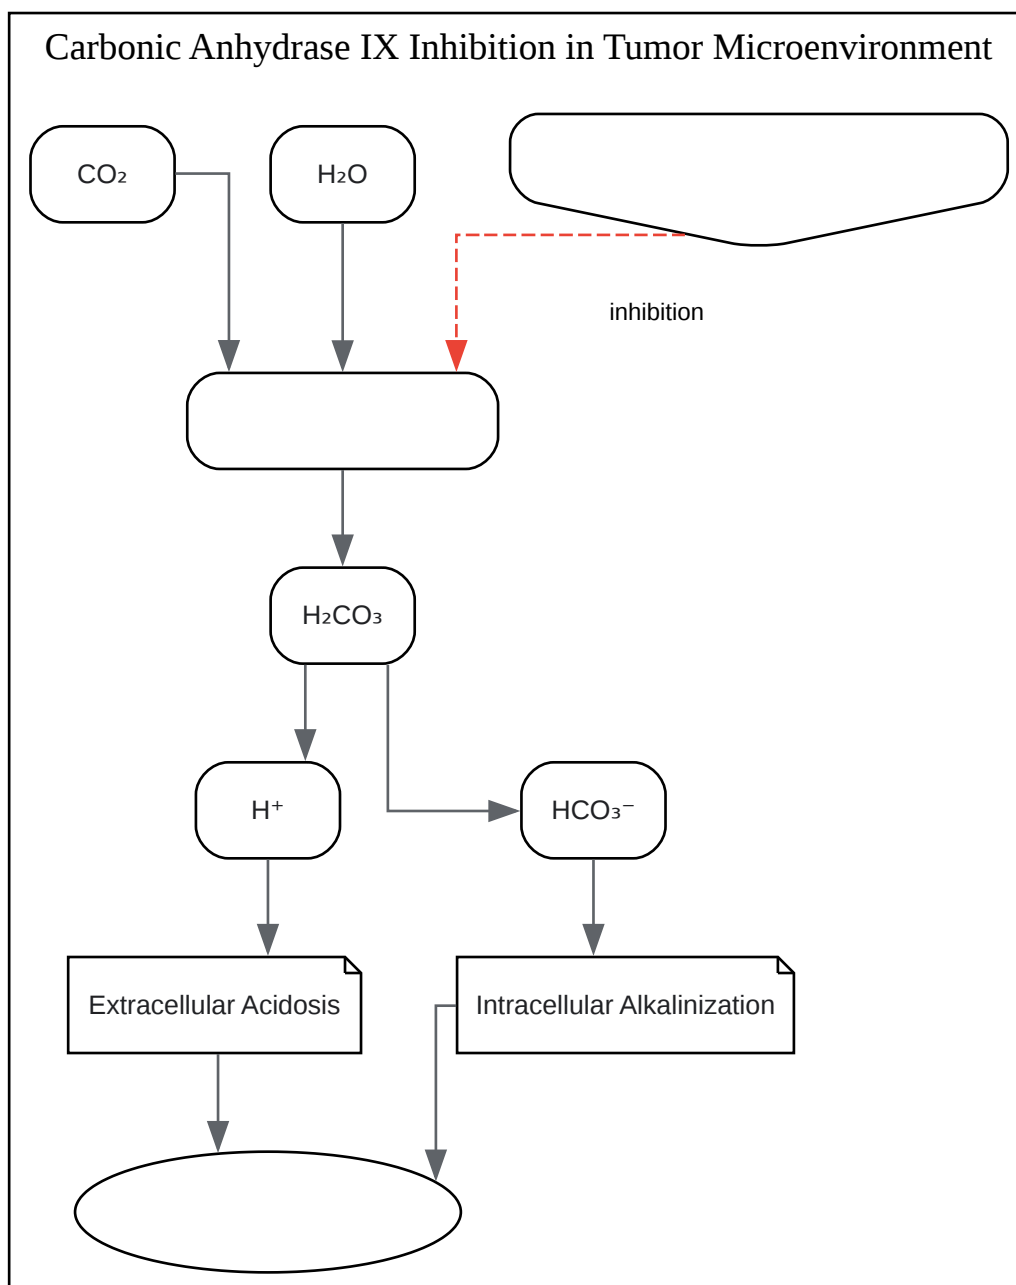 Carbonic Anhydrase IX Inhibition in Tumor Microenvironment
CO₂
H₂O
inhibition
H₂CO₃
H⁺
HCO₃⁻
Extracellular Acidosis
Intracellular Alkalinization